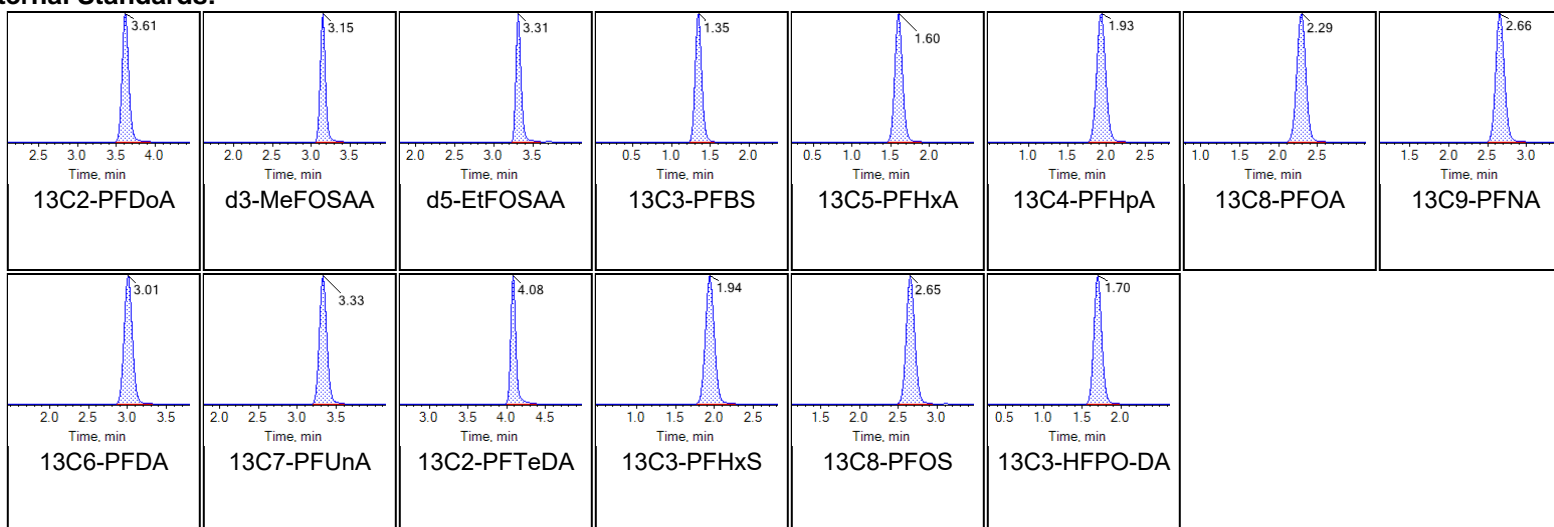 ternal Standards:
3.61
2.5 3.0 3.5 4.0
Time, min
13C2-PFDoA
3.15
2.0 2.5 3.0 3.5
Time, min
d3-MeFOSAA
3.31
2.0 2.5 3.0 3.5
Time, min
d5-EtFOSAA
1.35
0.5 1.0 1.5 2.0
Time, min
13C3-PFBS
1.60
0.5 1.0 1.5 2.0
Time, min
13C5-PFHxA
1.93
1.0 1.5 2.0 2.5
Time, min
13C4-PFHpA
2.29
1.0 1.5 2.0 2.5
Time, min
13C8-PFOA
2.66
1.5 2.0 2.5 3.0
Time, min
13C9-PFNA
3.01
2.0 2.5 3.0 3.5
Time, min
13C6-PFDA
3.33
2.0 2.5 3.0 3.5
Time, min
13C7-PFUnA
4.08
3.0 3.5 4.0 4.5
Time, min
13C2-PFTeDA
1.94
1.0 1.5 2.0 2.5
Time, min
13C3-PFHxS
2.65
1.5 2.0 2.5 3.0
Time, min
13C8-PFOS
1.70
0.5 1.0 1.5 2.0
Time, min
13C3-HFPO-DA